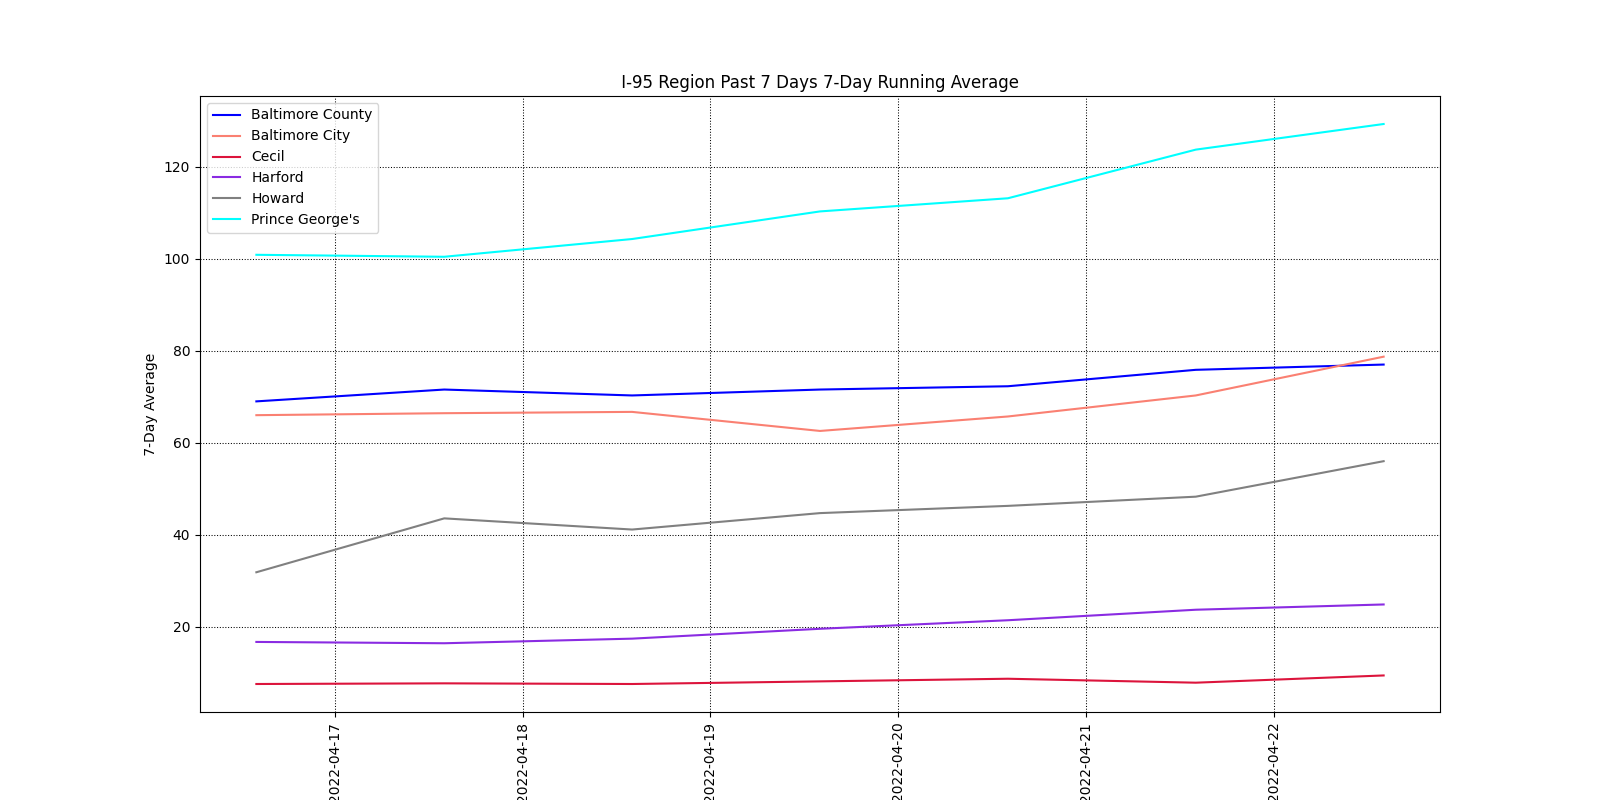 I-95 Region Past 7 Days 7-Day Running Average
Baltimore County
Baltimore City
Cecil
Harford
Howard
Prince George's
120
100
80
60
40
20
7-Day Average
2022-04-17
2022-04-18
2022-04-19
2022-04-20
2022-04-21
2022-04-22